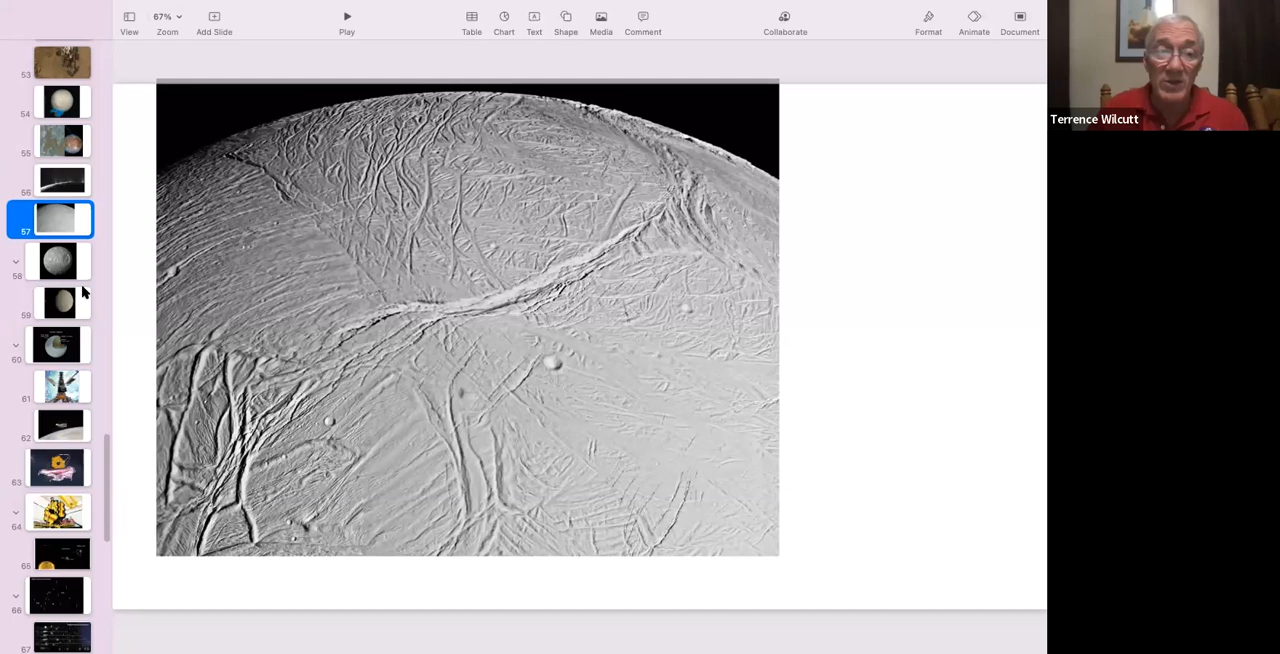 67%
View
Zoom
Add Slide
Play
Table
Chart
Text
Shape
Media
Comment
Collaborate
Format
Animate
Document
53
54
55
56
57
58
59
60
61
62
63
64
65
66
67
Terrence Wilcutt